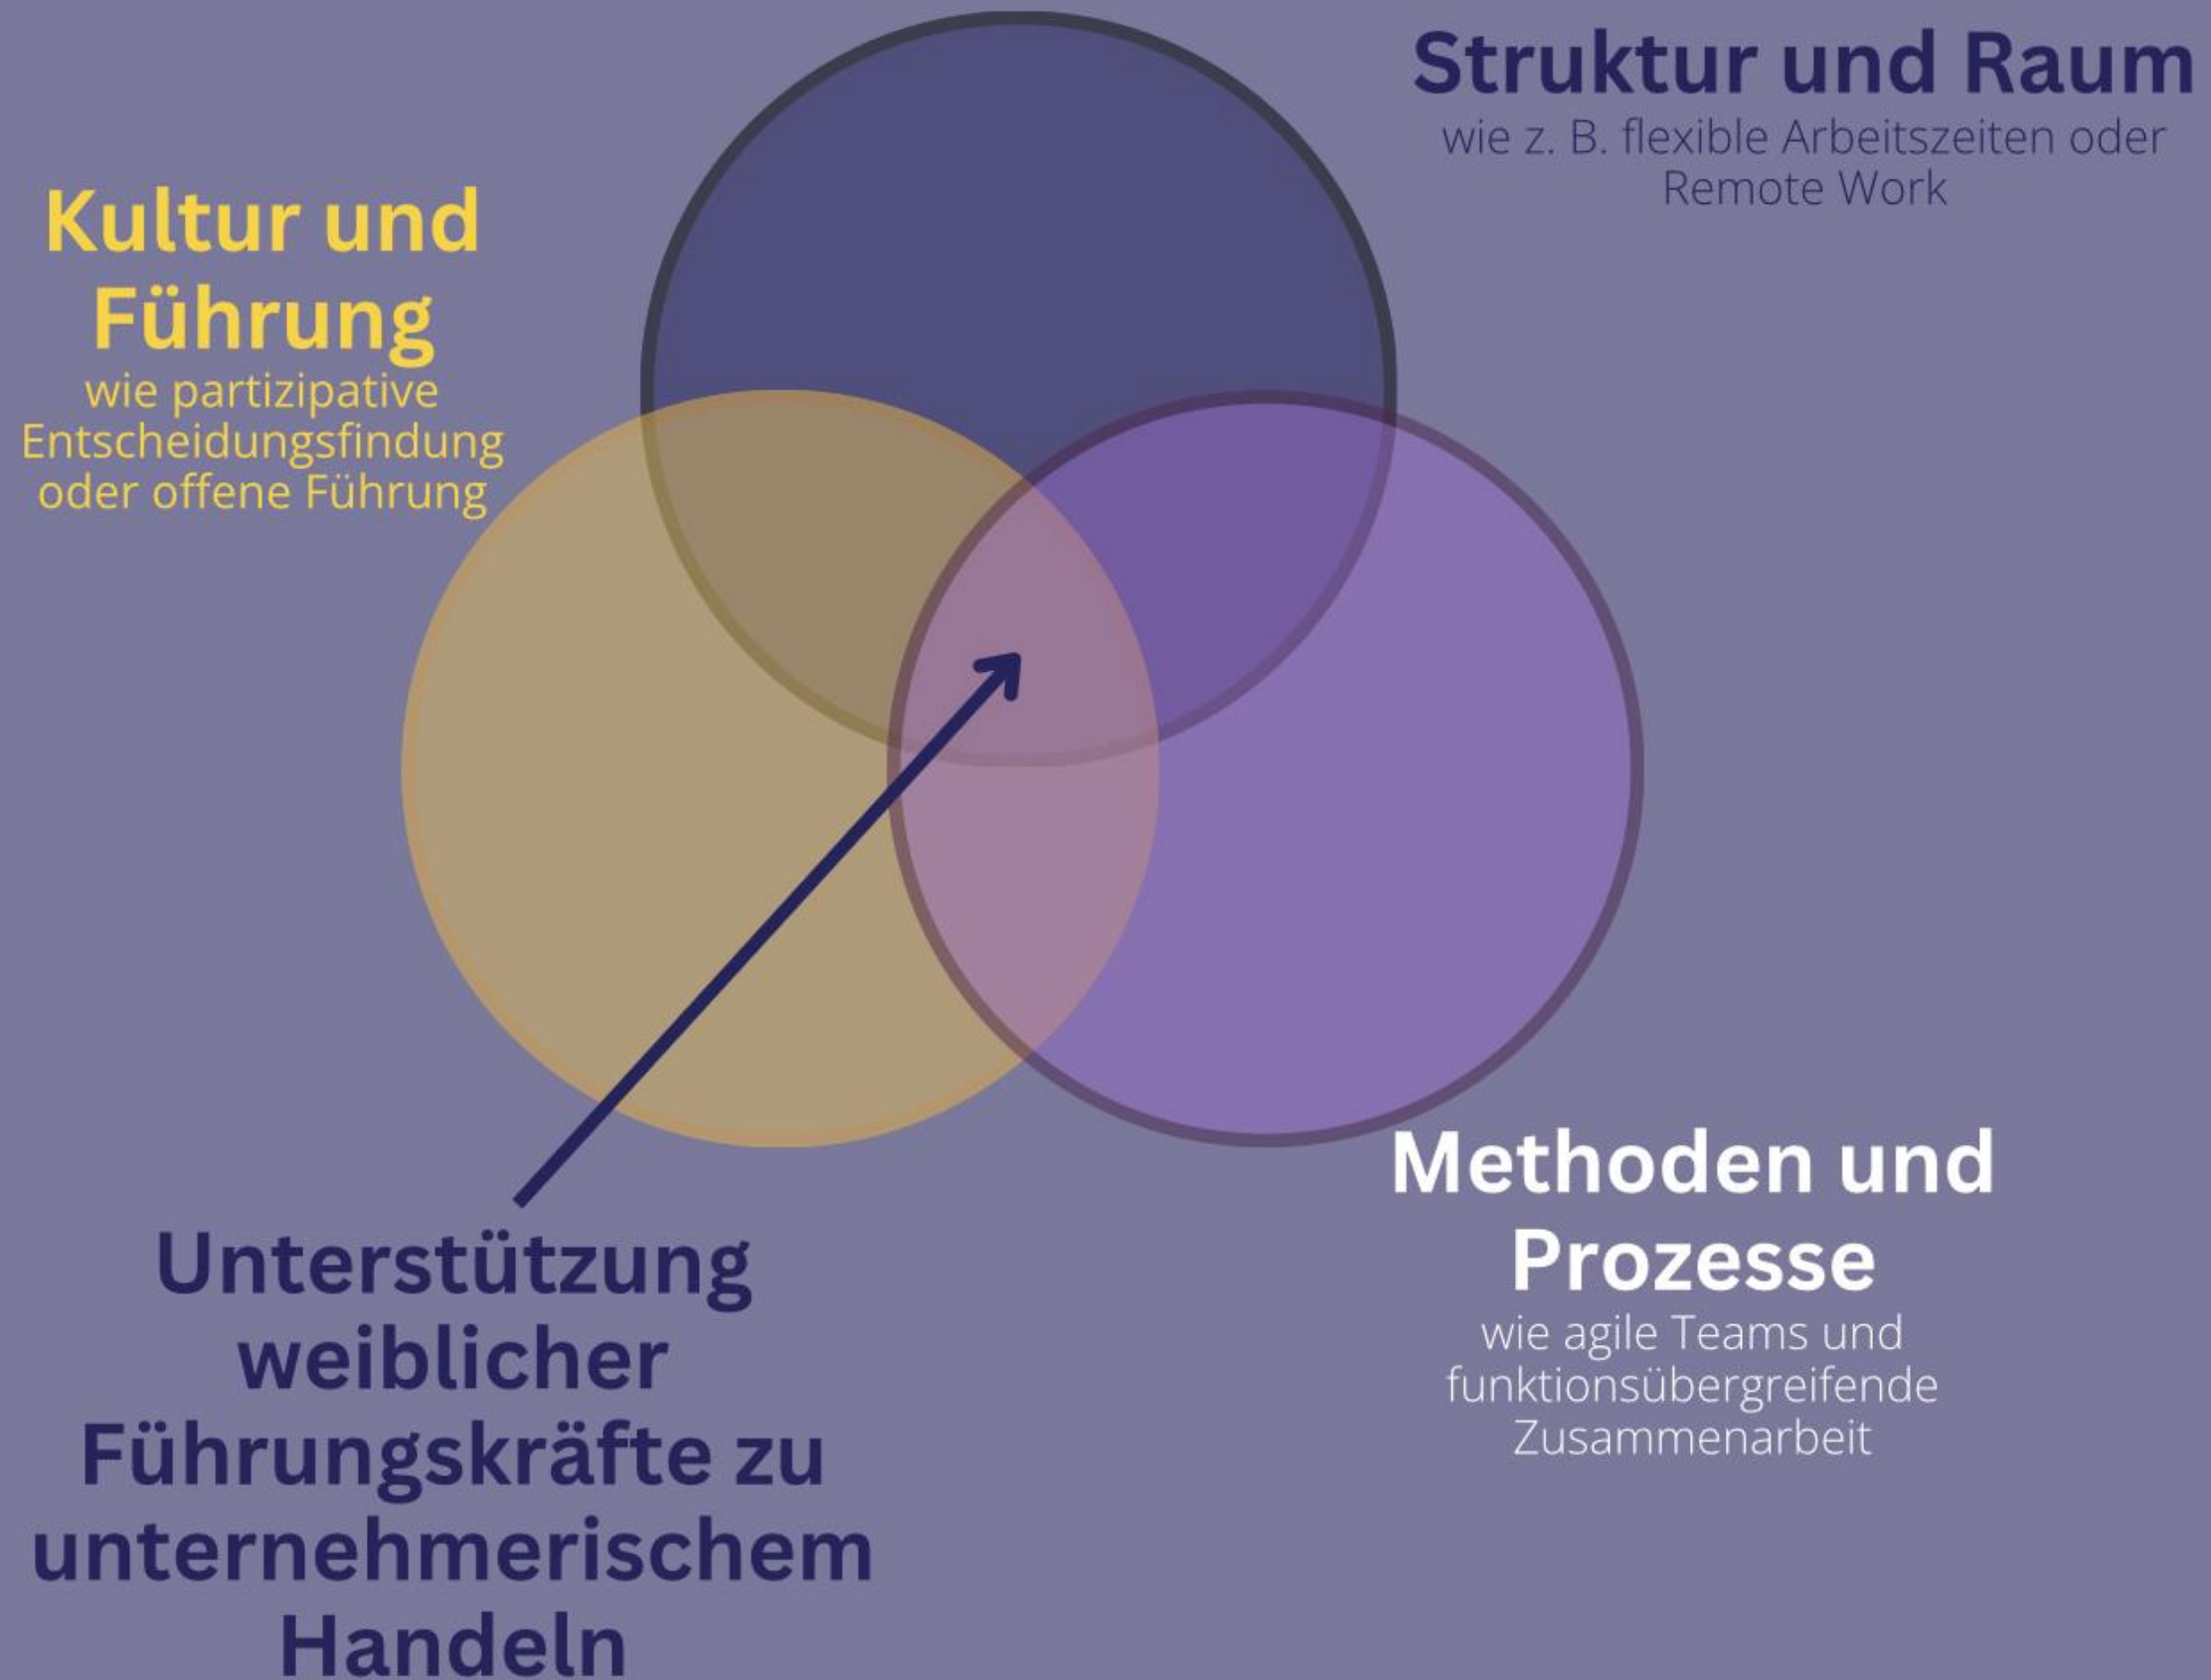 Struktur und Raum
wie z. B. flexible Arbeitszeiten oder
Remote Work
Kultur und
Führung
wie partizipative
Entscheidungsfindung
oder offene Führung
Methoden und
Prozesse
wie agile Teams und
funktionsübergreifende
Zusammenarbeit
Unterstützung
weiblicher
Führungskräfte zu
unternehmerischem
Handeln